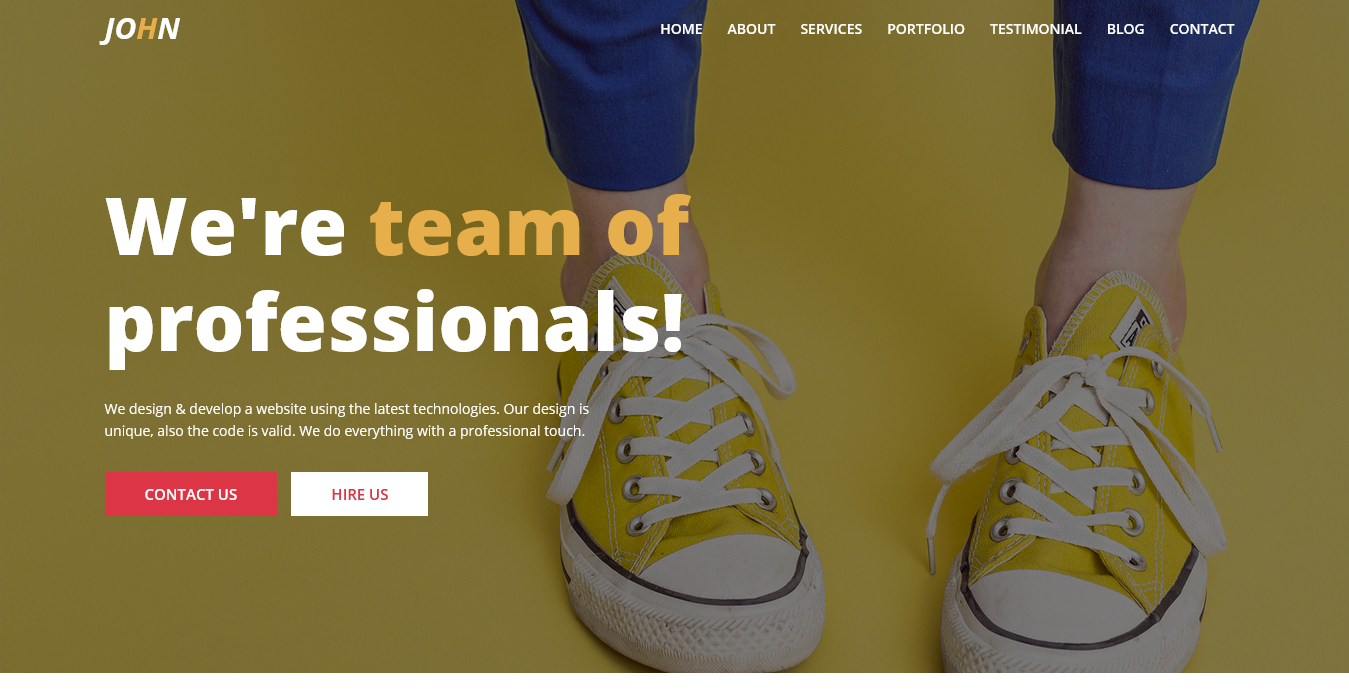 JOHN
HOME ABOUT SERVICES PORTFOLIO TESTIMONIAL BLOG CONTACT
We're team of
professionals!
We design & develop a website using the latest technologies. Our design is
unique, also the code is valid. We do everything with a professional touch.
CONTACT US HIRE US